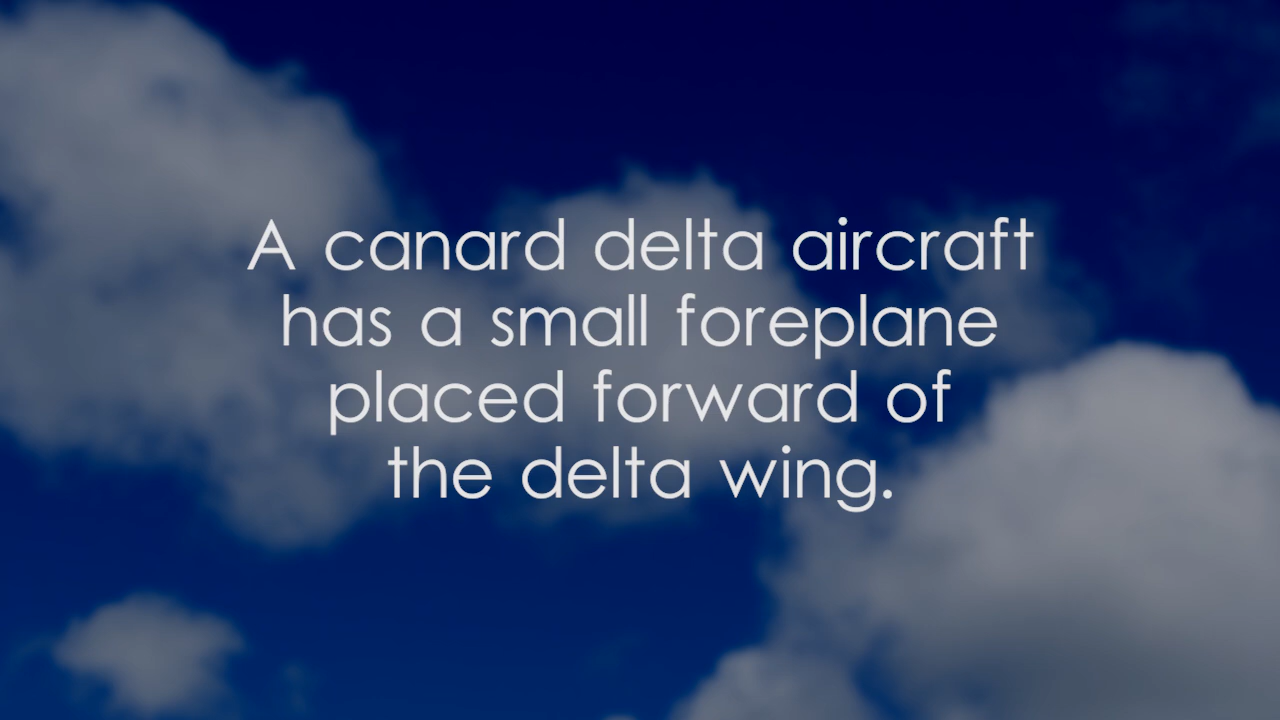 A canard delta aircraft
has a small foreplane
placed forward of
the delta wing.